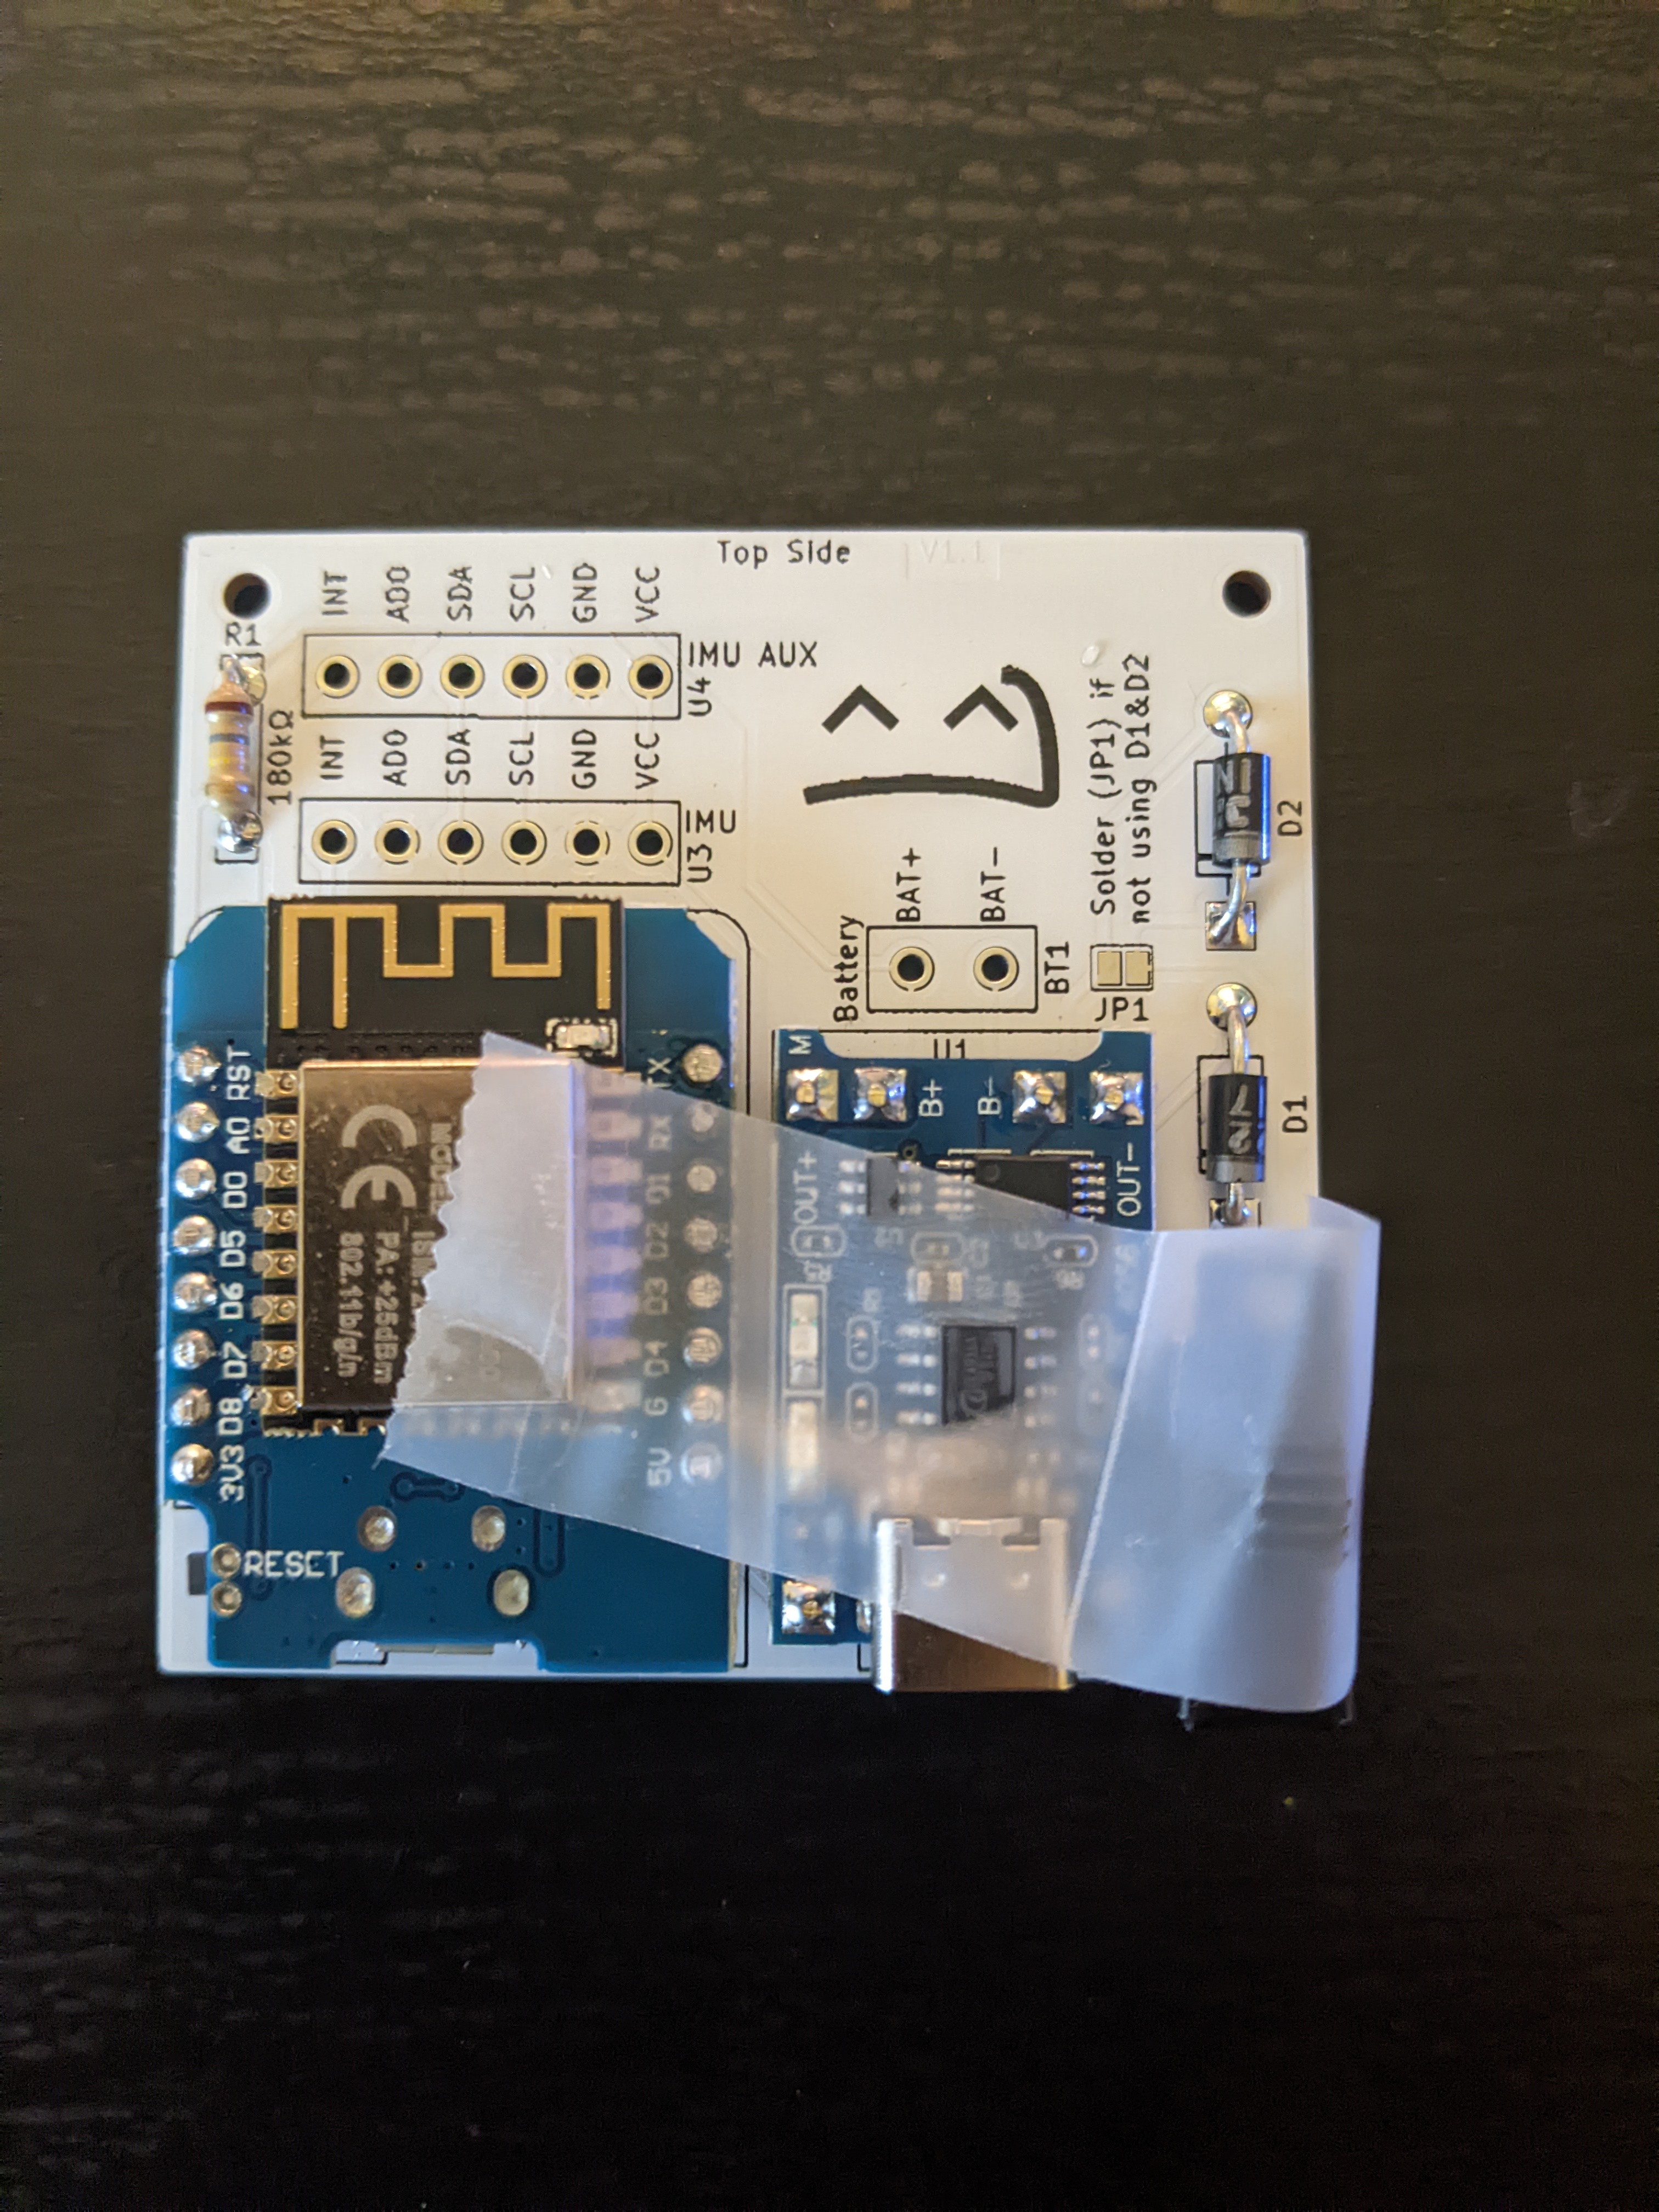 Top Side
V1.1
INT
AD0
SDA
SCL
GND
VCC
R1
180kΩ
IMU AUX
U4
INT
AD0
SDA
SCL
GND
VCC
IMU
U3
Solder (JP1) if
not using D1&D2
D2
Battery
BAT+
BAT-
BT1
JP1
D1
U1
M
B+
B-
OUT+
OUT-
RST
A0
D0
D5
D6
D7
D8
3V3
TX
RX
D1
D2
D3
D4
G
5V
CE
PA: +25dBm
802.11b/g/n
RESET